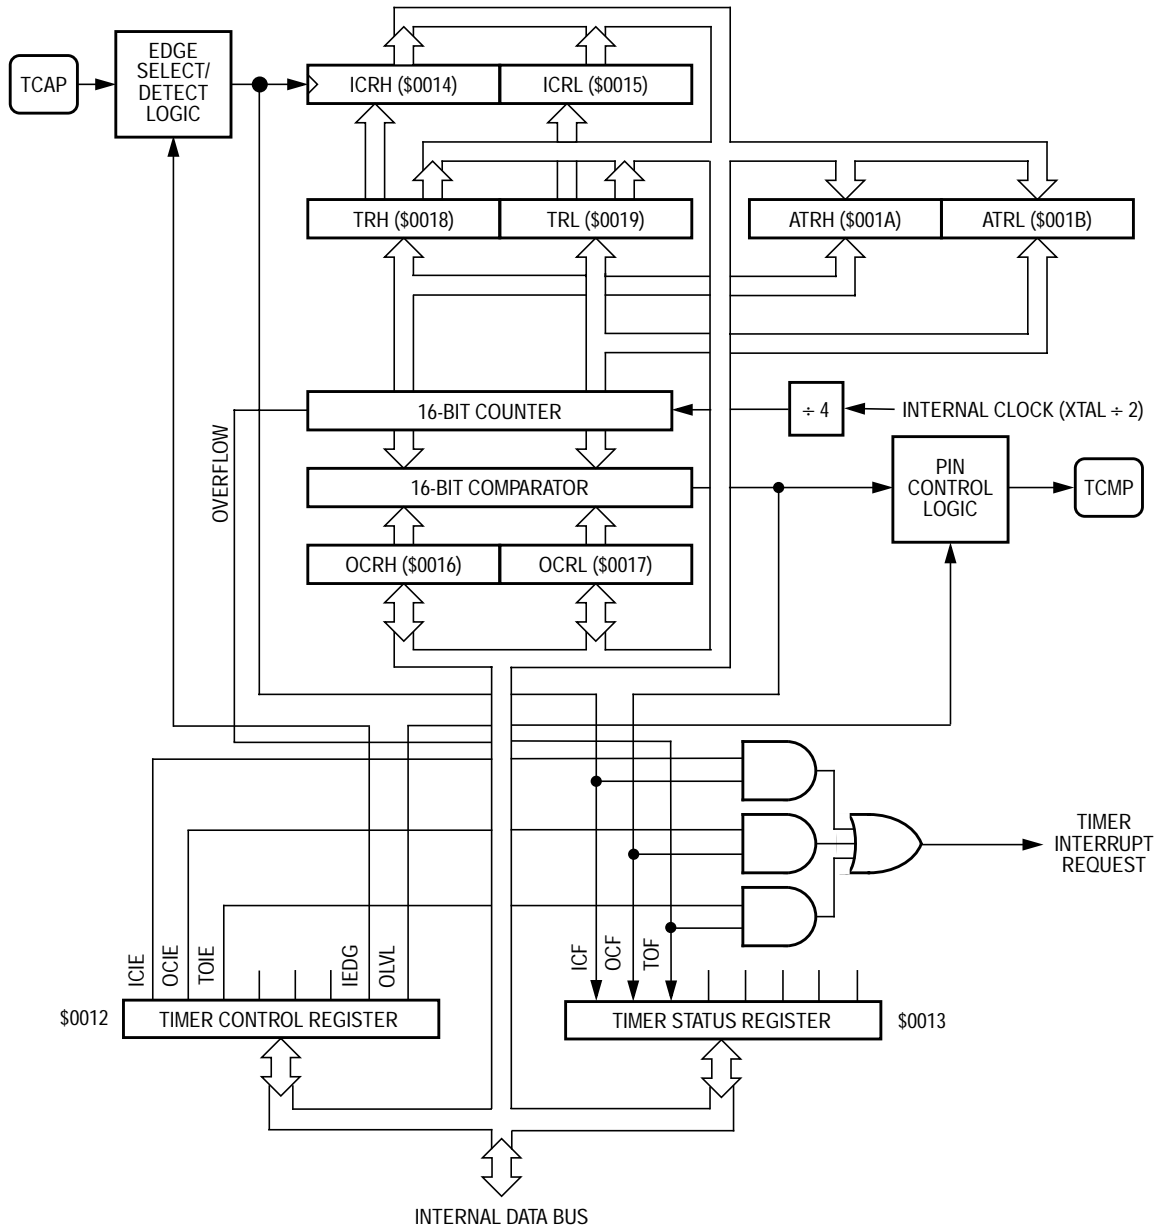 TCAP
EDGE
SELECT/
DETECT
LOGIC
ICRH ($0014)
ICRL ($0015)
TRH ($0018)
TRL ($0019)
ATRH ($001A)
ATRL ($001B)
16-BIT COUNTER
÷ 4
INTERNAL CLOCK (XTAL ÷ 2)
OVERFLOW
16-BIT COMPARATOR
PIN
CONTROL
LOGIC
TCMP
OCRH ($0016)
OCRL ($0017)
TIMER
INTERRUPT
REQUEST
ICIE
OCIE
TOIE
IEDG
OLVL
ICF
OCF
TOF
$0012
TIMER CONTROL REGISTER
TIMER STATUS REGISTER
$0013
INTERNAL DATA BUS